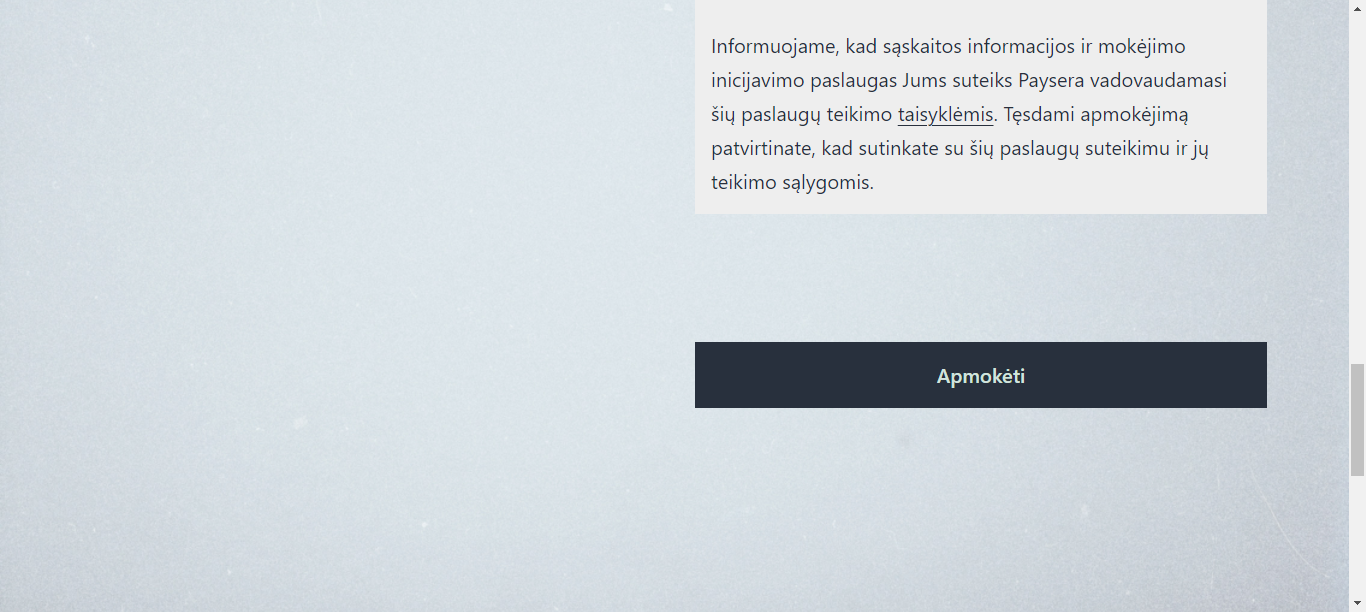 Informuojame, kad sąskaitos informacijos ir mokėjimo
inicijavimo paslaugas Jums suteiks Paysera vadovaudamasi
šių paslaugų teikimo taisyklėmis. Tęsdami apmokėjimą
patvirtinate, kad sutinkate su šių paslaugų suteikimu ir jų
teikimo sąlygomis.
Apmokėti